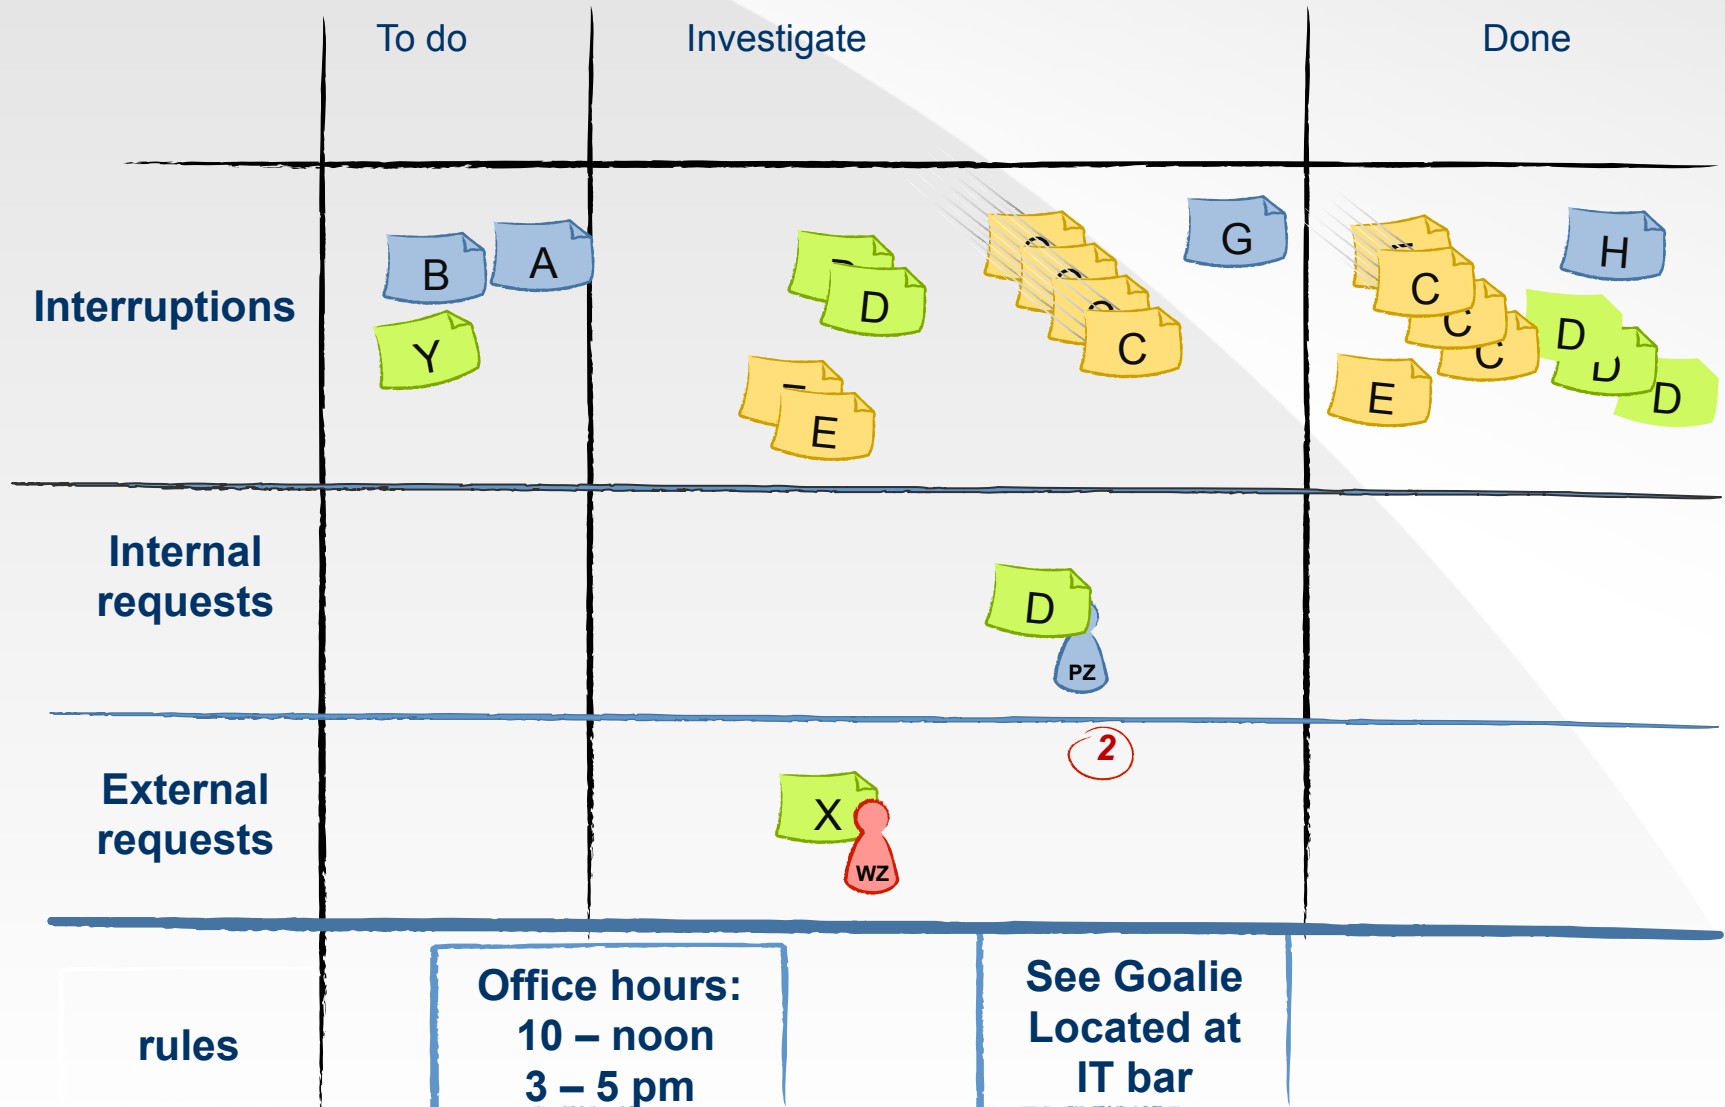 To do
Investigate
Done
Interruptions
B
A
Y
D
E
C
G
C
C
C
E
H
D
D
D
Internal
requests
D
PZ
2
External
requests
X
WZ
rules
Office hours:
10 – noon
3 – 5 pm
See Goalie
Located at
IT bar